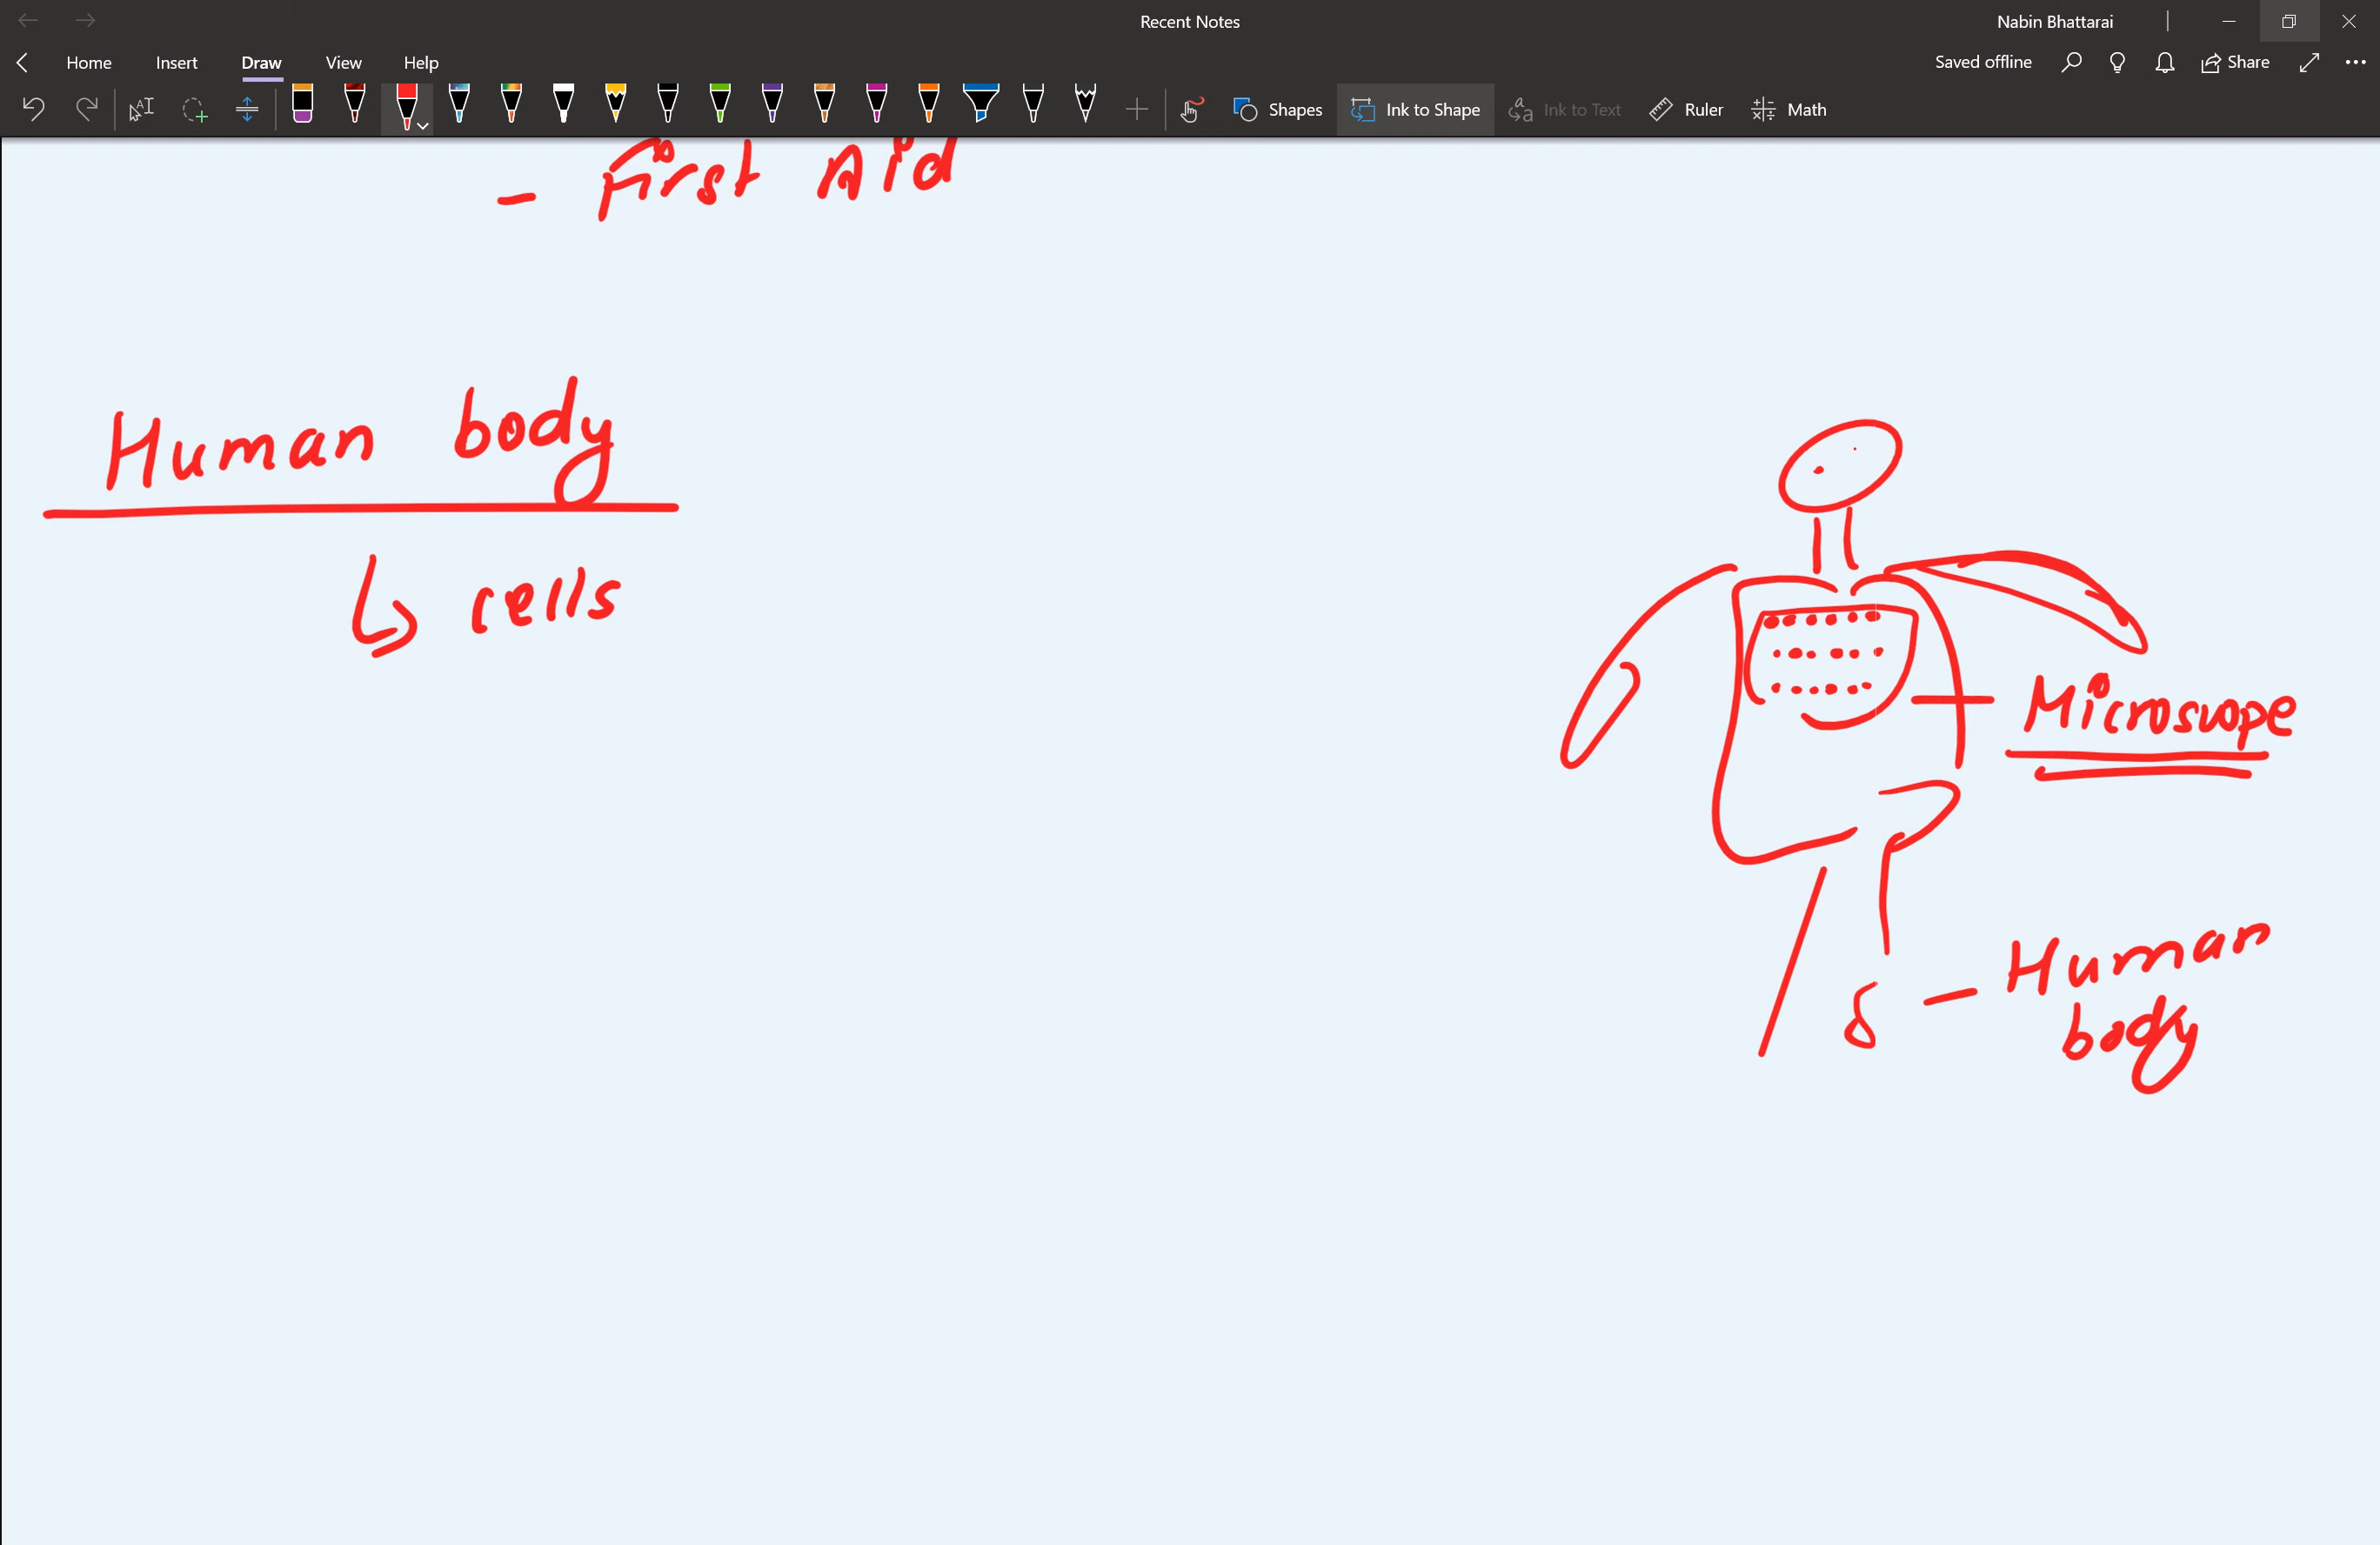 Recent Notes
Nabin Bhattarai
Home Insert Draw View Help
Saved offline
Share
Shapes
Ink to Shape
Ink to Text
Ruler
Math
- First Aid
Human body
↳ cells
Microscope
- Human
body